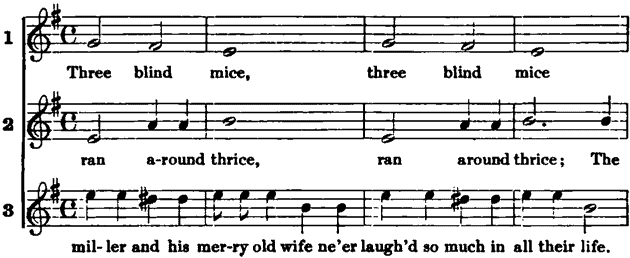 1
Three blind mice, three blind mice
2
ran a-round thrice, ran around thrice; The
3
mil-ler and his mer-ry old wife ne'er laugh'd so much in all their life.